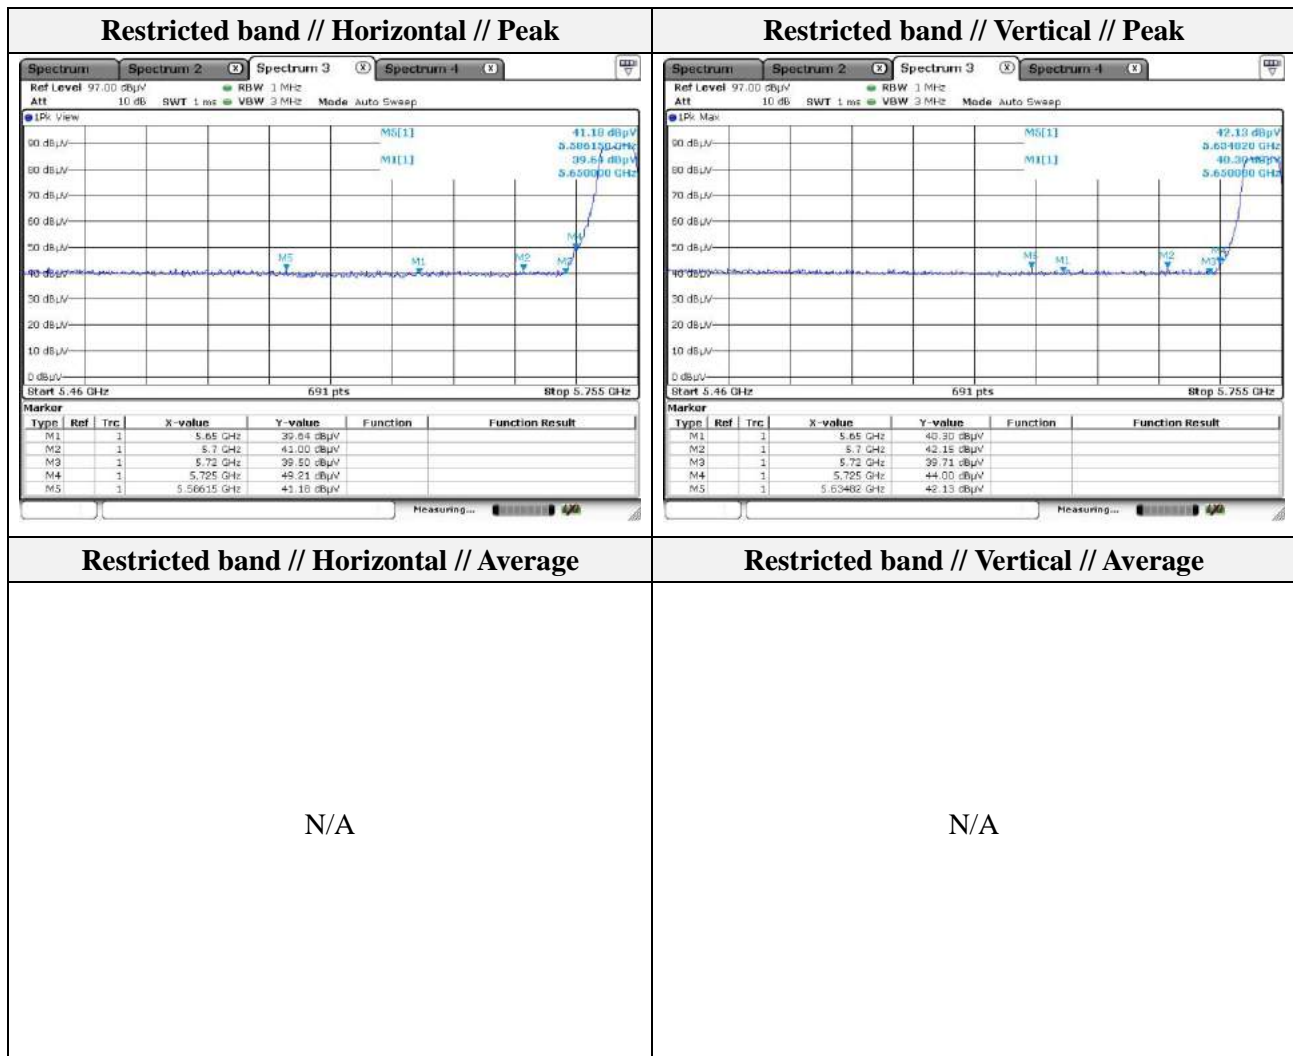 Restricted band // Horizontal // Peak
Restricted band // Vertical // Peak
Spectrum Spectrum 2 Spectrum 3 Spectrum 4
Ref Level 97.00 dBµV RBW 1 MHz
Att 10 dB SWT 1 ms VBW 3 MHz Mode Auto Sweep
1Pk View
M5[1] 41.18 dBµV
5.586150 GHz
M1[1] 39.64 dBµV
5.650000 GHz
90 dBµV
80 dBµV
70 dBµV
60 dBµV
50 dBµV
40 dBµV
30 dBµV
20 dBµV
10 dBµV
0 dBµV
M5 M1 M2 M3 M4
Start 5.46 GHz 691 pts Stop 5.755 GHz
Marker
Type Ref Trc X-value Y-value Function Function Result
M1 1 5.65 GHz 39.64 dBµV
M2 1 5.7 GHz 41.00 dBµV
M3 1 5.72 GHz 39.50 dBµV
M4 1 5.725 GHz 49.21 dBµV
M5 1 41.18 dBµV
Measuring...
Spectrum Spectrum 2 Spectrum 3 Spectrum 4
Ref Level 97.00 dBµV RBW 1 MHz
Att 10 dB SWT 1 ms VBW 3 MHz Mode Auto Sweep
1Pk Max
M5[1] 42.13 dBµV
5.634820 GHz
M1[1] 40.30 dBµV
5.650000 GHz
90 dBµV
80 dBµV
70 dBµV
60 dBµV
50 dBµV
40 dBµV
30 dBµV
20 dBµV
10 dBµV
0 dBµV
M5 M1 M2 M3
Start 5.46 GHz 691 pts Stop 5.755 GHz
Marker
Type Ref Trc X-value Y-value Function Function Result
M1 1 5.65 GHz 40.30 dBµV
M2 1 5.7 GHz 42.15 dBµV
M3 1 5.72 GHz 39.71 dBµV
M4 1 5.725 GHz 44.00 dBµV
M5 1 5.63482 GHz 42.13 dBµV
Measuring...
Restricted band // Horizontal // Average
Restricted band // Vertical // Average
N/A
N/A